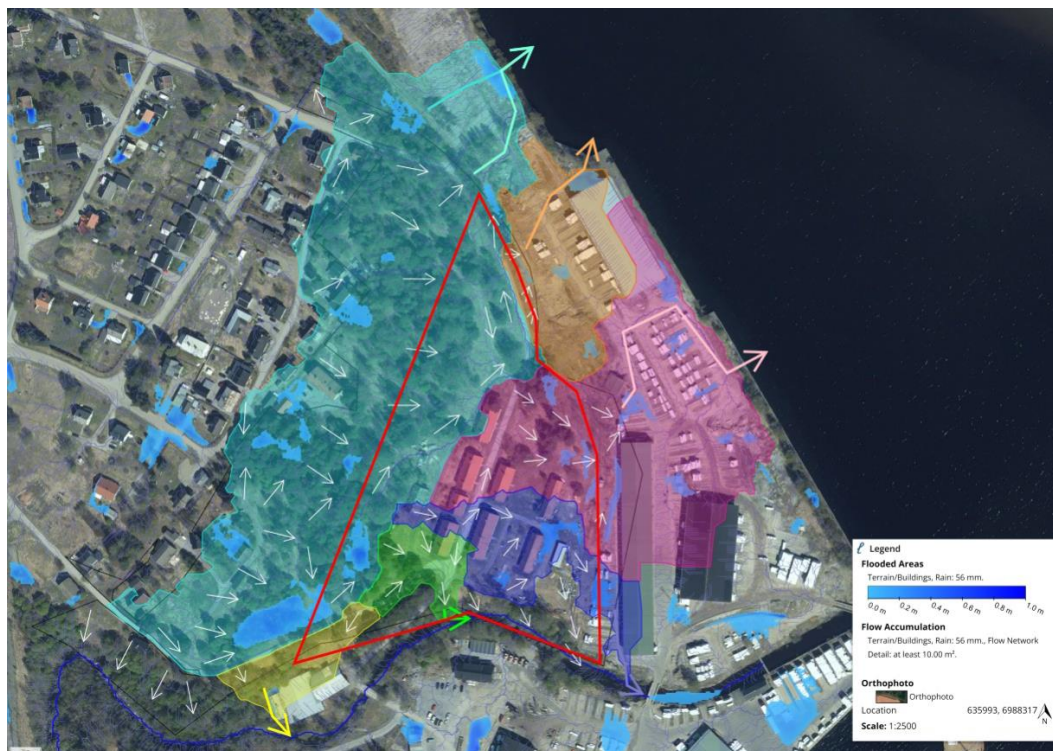 Legend
Flooded Areas
Terrain/Buildings, Rain: 56 mm.
0.0 m 0.2 m 0.4 m 0.6 m 0.8 m 1.0 m
Flow Accumulation
Terrain/Buildings, Rain: 56 mm., Flow Network
Detail: at least 10.00 m².
Orthophoto
Orthophoto
Location 635993, 6988317
Scale: 1:2500
N